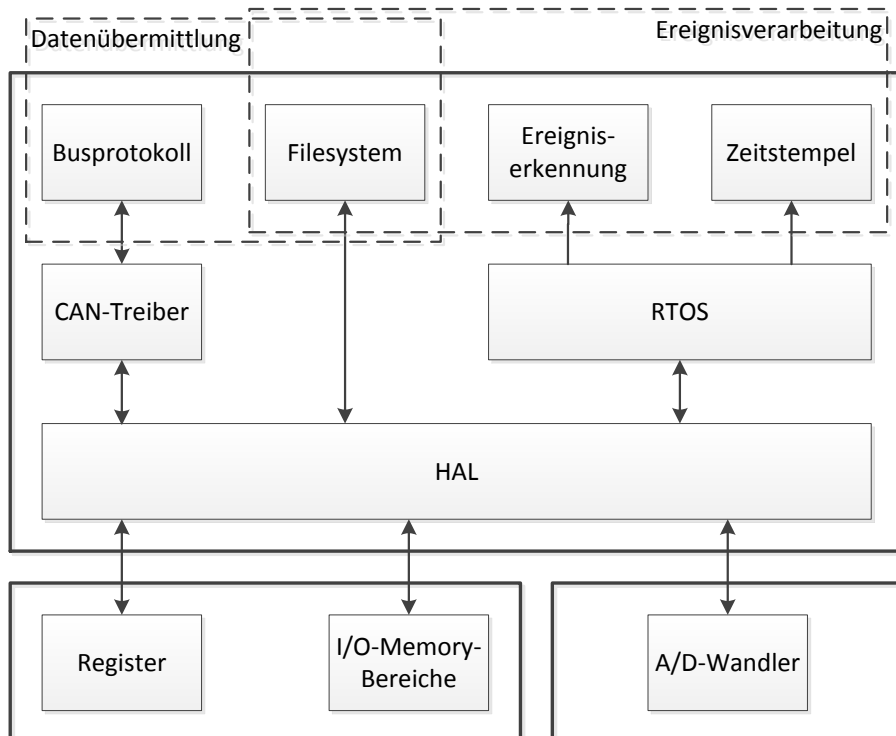 Datenübermittlung
Ereignisverarbeitung
Busprotokoll
Filesystem
Ereignis-
erkennung
Zeitstempel
CAN-Treiber
RTOS
HAL
Register
I/O-Memory-
Bereiche
A/D-Wandler